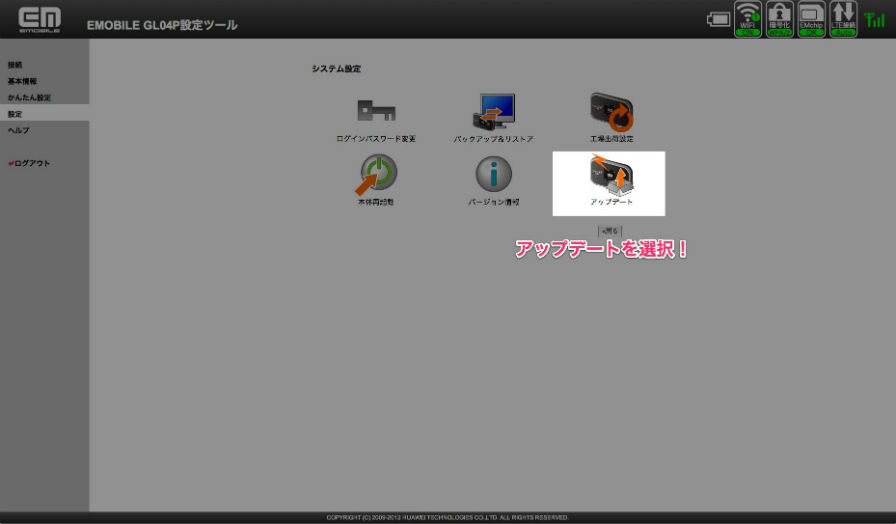 EM
EMOBILE
EMOBILE GL04P設定ツール
WiFi
ON
暗号化
WPA/2
EMchip
OK
LTE接続
Auto
接続
基本情報
かんたん設定
設定
ヘルプ
ログアウト
システム設定
ログインパスワード変更
バックアップ&リストア
工場出荷設定
本体再起動
バージョン情報
アップデート
<戻る
アップデートを選択！
COPYRIGHT (C) 2009-2012 HUAWEI TECHNOLOGIES CO.,LTD. ALL RIGHTS RESERVED.